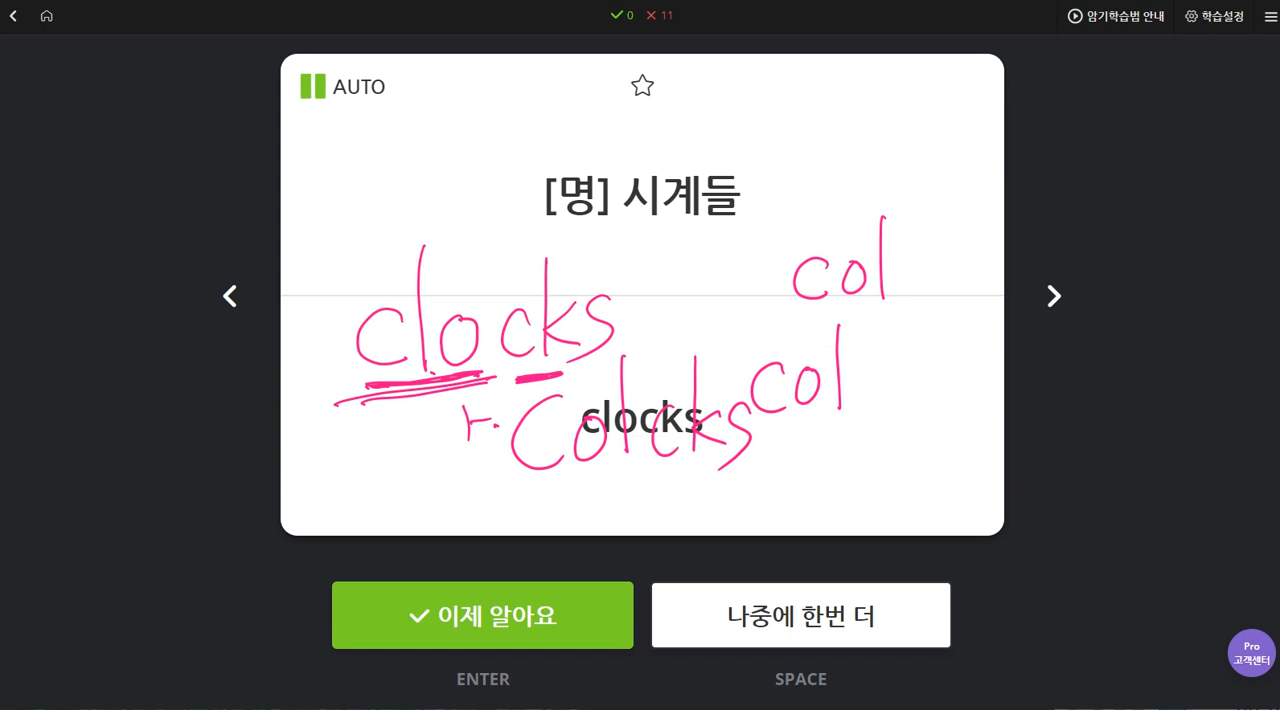 0 11 암기학습법 안내 학습설정
AUTO
[명] 시계들
col
clocks
col
clocks
colcks
이제 알아요 나중에 한번 더
ENTER SPACE
Pro
고객센터